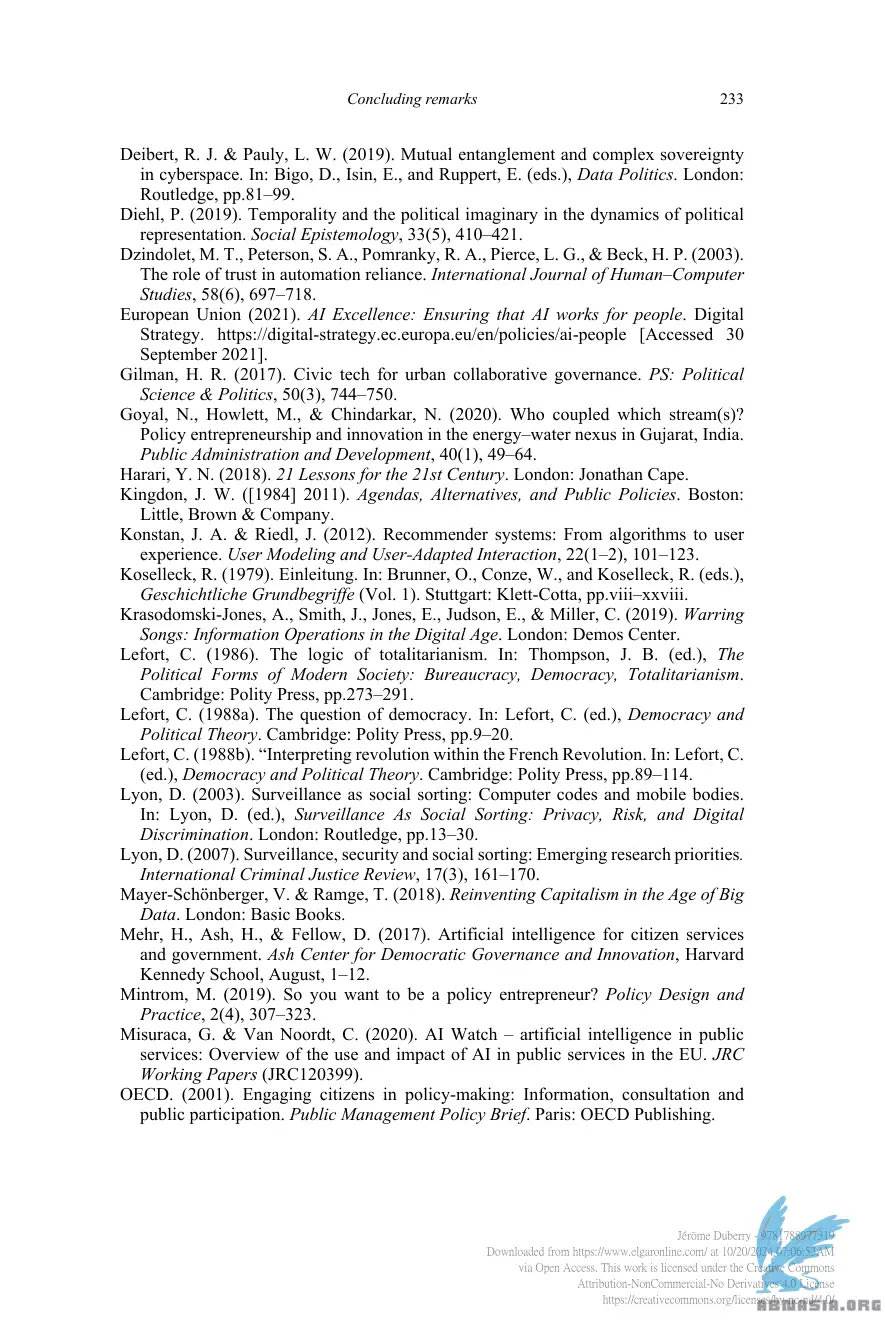 Concluding remarks 233
Deibert, R. J. & Pauly, L. W. (2019). Mutual entanglement and complex sovereignty
in cyberspace. In: Bigo, D., Isin, E., and Ruppert, E. (eds.), Data Politics. London:
Routledge, pp.81–99.
Diehl, P. (2019). Temporality and the political imaginary in the dynamics of political
representation. Social Epistemology, 33(5), 410–421.
Dzindolet, M. T., Peterson, S. A., Pomranky, R. A., Pierce, L. G., & Beck, H. P. (2003).
The role of trust in automation reliance. International Journal of Human–Computer
Studies, 58(6), 697–718.
European Union (2021). AI Excellence: Ensuring that AI works for people. Digital
Strategy. https://digital-strategy.ec.europa.eu/en/policies/ai-people [Accessed 30
September 2021].
Gilman, H. R. (2017). Civic tech for urban collaborative governance. PS: Political
Science & Politics, 50(3), 744–750.
Goyal, N., Howlett, M., & Chindarkar, N. (2020). Who coupled which stream(s)?
Policy entrepreneurship and innovation in the energy–water nexus in Gujarat, India.
Public Administration and Development, 40(1), 49–64.
Harari, Y. N. (2018). 21 Lessons for the 21st Century. London: Jonathan Cape.
Kingdon, J. W. ([1984] 2011). Agendas, Alternatives, and Public Policies. Boston:
Little, Brown & Company.
Konstan, J. A. & Riedl, J. (2012). Recommender systems: From algorithms to user
experience. User Modeling and User-Adapted Interaction, 22(1–2), 101–123.
Koselleck, R. (1979). Einleitung. In: Brunner, O., Conze, W., and Koselleck, R. (eds.),
Geschichtliche Grundbegriffe (Vol. 1). Stuttgart: Klett-Cotta, pp.viii–xxviii.
Krasodomski-Jones, A., Smith, J., Jones, E., Judson, E., & Miller, C. (2019). Warring
Songs: Information Operations in the Digital Age. London: Demos Center.
Lefort, C. (1986). The logic of totalitarianism. In: Thompson, J. B. (ed.), The
Political Forms of Modern Society: Bureaucracy, Democracy, Totalitarianism.
Cambridge: Polity Press, pp.273–291.
Lefort, C. (1988a). The question of democracy. In: Lefort, C. (ed.), Democracy and
Political Theory. Cambridge: Polity Press, pp.9–20.
Lefort, C. (1988b). “Interpreting revolution within the French Revolution. In: Lefort, C.
(ed.), Democracy and Political Theory. Cambridge: Polity Press, pp.89–114.
Lyon, D. (2003). Surveillance as social sorting: Computer codes and mobile bodies.
In: Lyon, D. (ed.), Surveillance As Social Sorting: Privacy, Risk, and Digital
Discrimination. London: Routledge, pp.13–30.
Lyon, D. (2007). Surveillance, security and social sorting: Emerging research priorities.
International Criminal Justice Review, 17(3), 161–170.
Mayer-Schönberger, V. & Ramge, T. (2018). Reinventing Capitalism in the Age of Big
Data. London: Basic Books.
Mehr, H., Ash, H., & Fellow, D. (2017). Artificial intelligence for citizen services
and government. Ash Center for Democratic Governance and Innovation, Harvard
Kennedy School, August, 1–12.
Mintrom, M. (2019). So you want to be a policy entrepreneur? Policy Design and
Practice, 2(4), 307–323.
Misuraca, G. & Van Noordt, C. (2020). AI Watch – artificial intelligence in public
services: Overview of the use and impact of AI in public services in the EU. JRC
Working Papers (JRC120399).
OECD. (2001). Engaging citizens in policy-making: Information, consultation and
public participation. Public Management Policy Brief. Paris: OECD Publishing.
Jérôme Duberry - 9781788977319
Downloaded from https://www.elgaronline.com/ at 10/20/2024 07:06:52AM
via Open Access. This work is licensed under the Creative Commons
Attribution-NonCommercial-No Derivatives 4.0 License
https://creativecommons.org/licenses/by-nc-nd/4.0/
ABWASIA.ORG